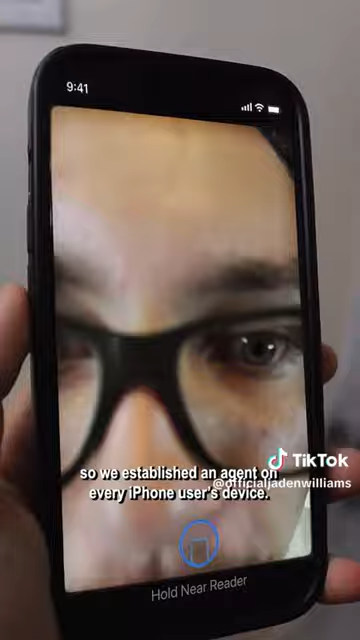 9:41
so we established an agent on
every iPhone user's device.
TikTok
@officialjadenwilliams
Hold Near Reader